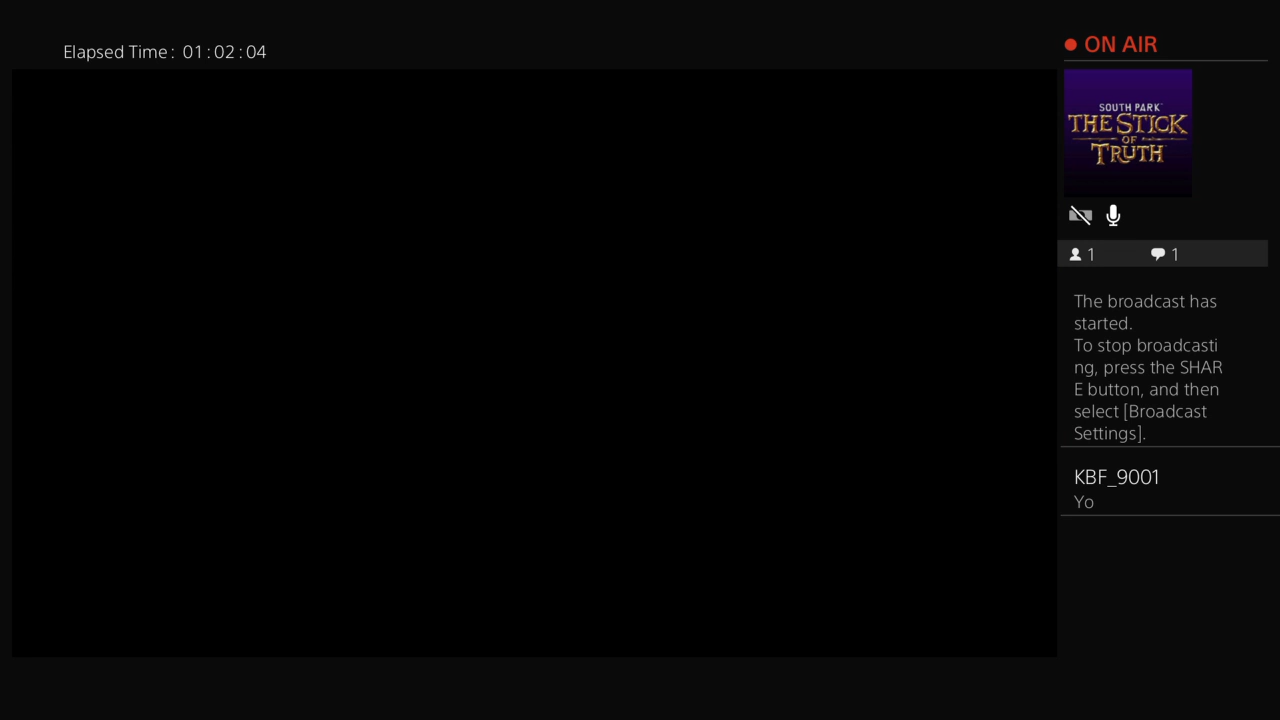 Elapsed Time: 01:02:04
ON AIR
SOUTH PARK
THE STICK
OF
TRUTH
1 1
The broadcast has
started.
To stop broadcasti
ng, press the SHAR
E button, and then
select [Broadcast
Settings].
KBF_9001
Yo